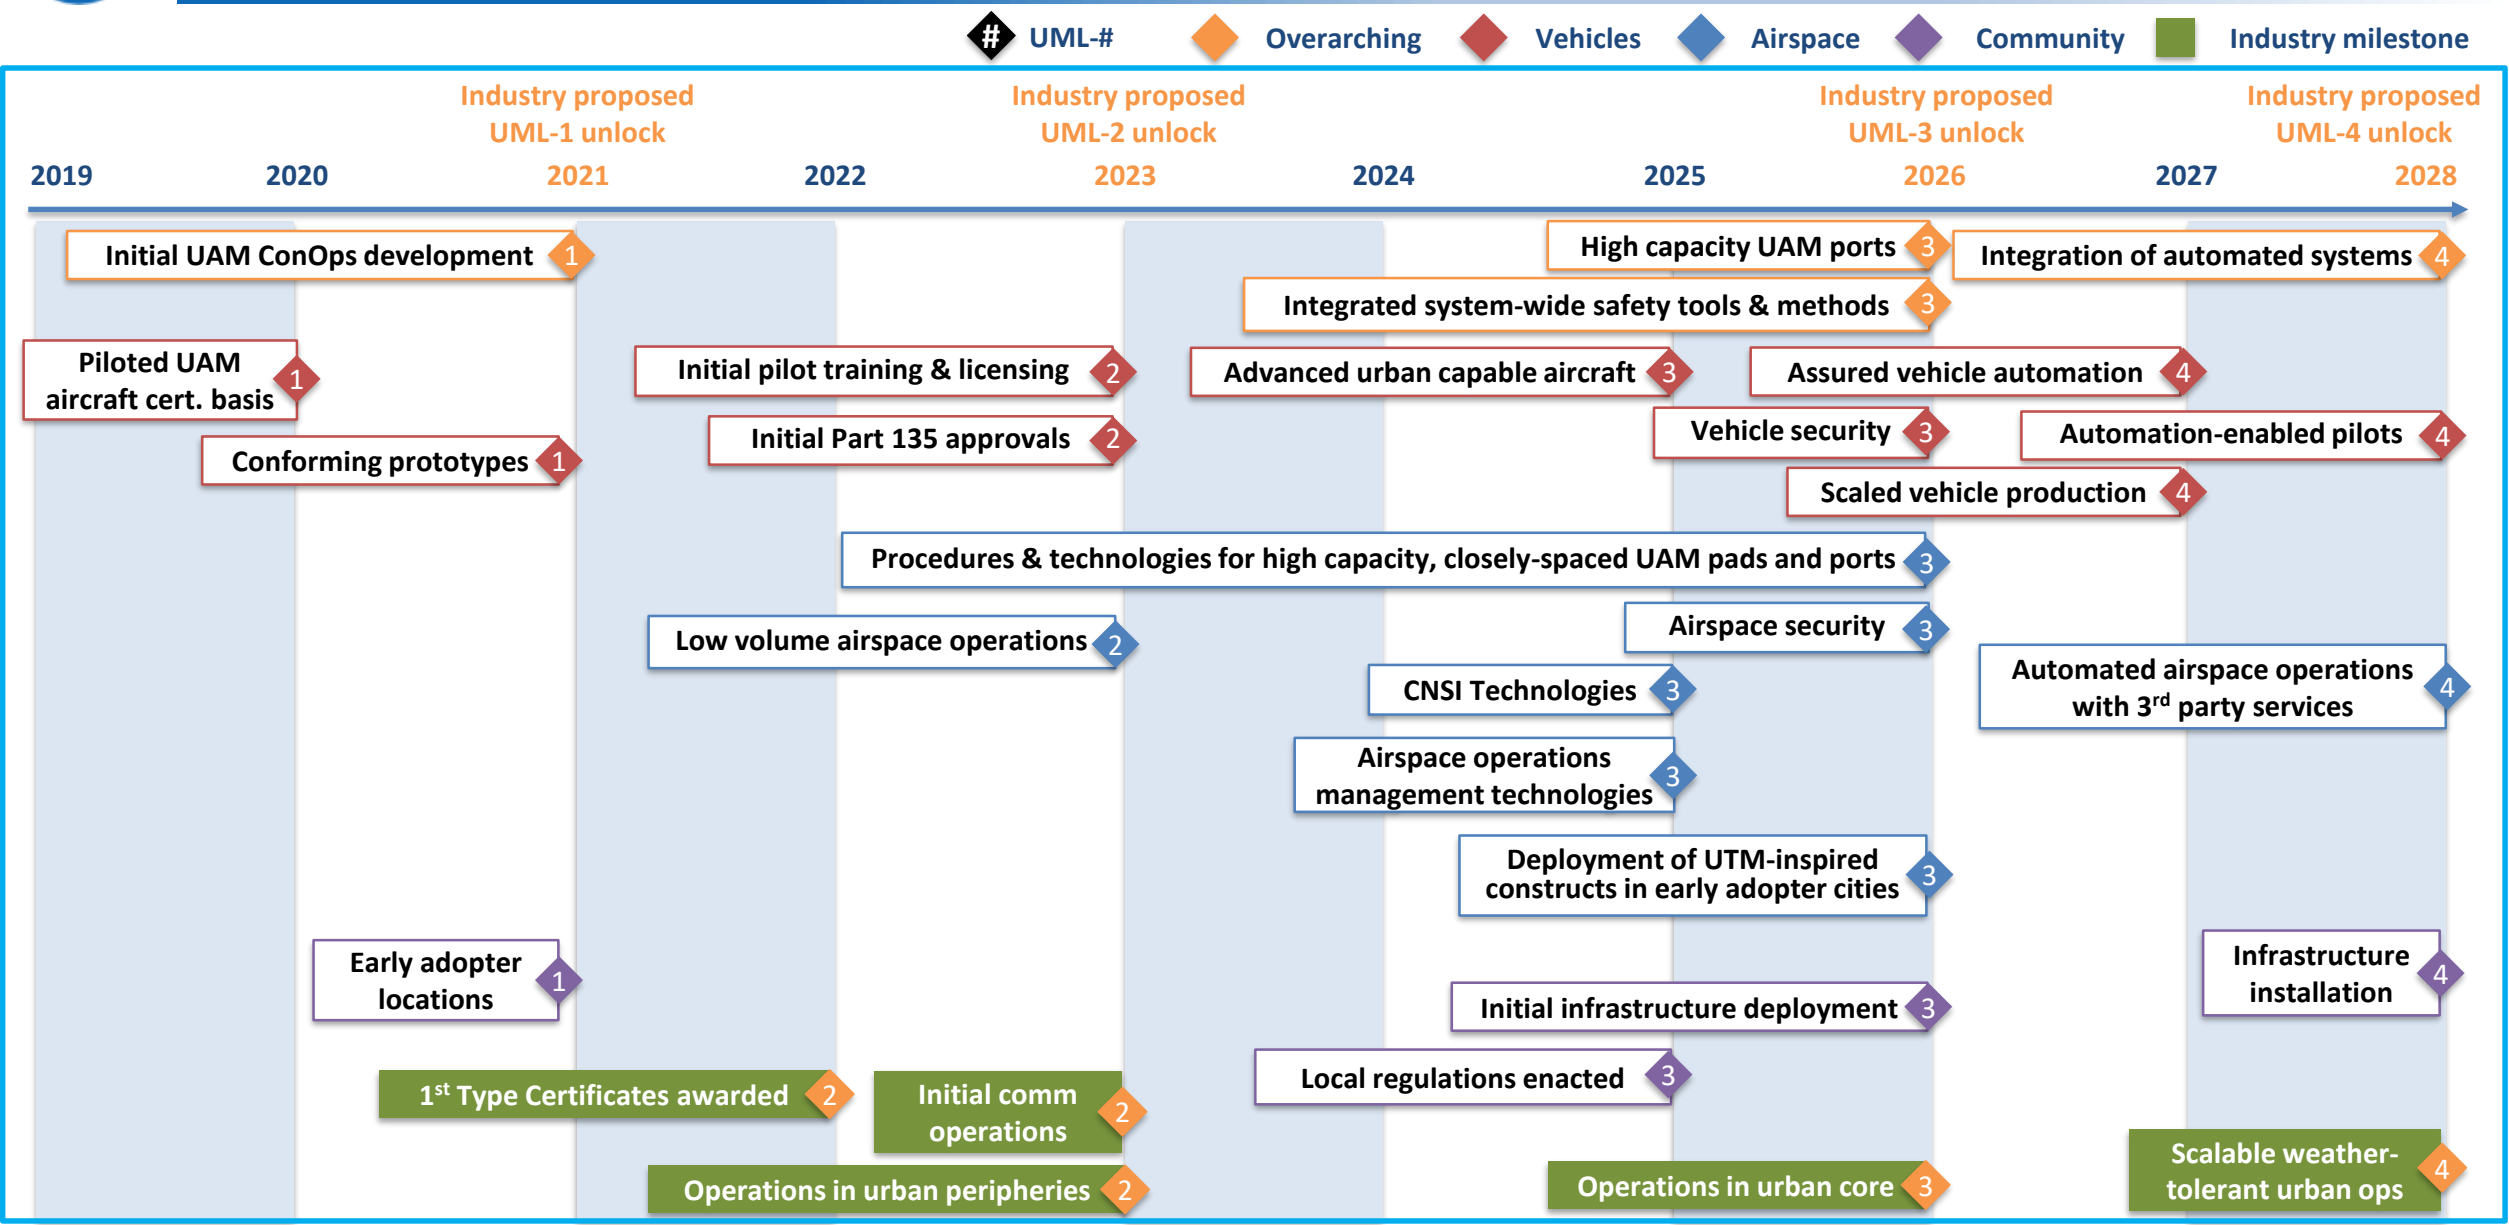 # UML-# Overarching Vehicles Airspace Community Industry milestone
Industry proposed
UML-1 unlock
Industry proposed
UML-2 unlock
Industry proposed
UML-3 unlock
Industry proposed
UML-4 unlock
2019 2020 2021 2022 2023 2024 2025 2026 2027 2028
Initial UAM ConOps development 1
High capacity UAM ports 3
Integration of automated systems 4
Integrated system-wide safety tools & methods 3
Piloted UAM
aircraft cert. basis 1
Initial pilot training & licensing 2
Advanced urban capable aircraft 3
Assured vehicle automation 4
Conforming prototypes 1
Initial Part 135 approvals 2
Vehicle security 3
Automation-enabled pilots 4
Scaled vehicle production 4
Procedures & technologies for high capacity, closely-spaced UAM pads and ports 3
Low volume airspace operations 2
Airspace security 3
CNSI Technologies 3
Automated airspace operations
with 3rd party services 4
Airspace operations
management technologies 3
Deployment of UTM-inspired
constructs in early adopter cities 3
Early adopter
locations 1
Infrastructure
installation 4
Initial infrastructure deployment 3
Local regulations enacted 3
1st Type Certificates awarded 2
Initial comm
operations 2
Operations in urban peripheries 2
Operations in urban core 3
Scalable weather-
tolerant urban ops 4